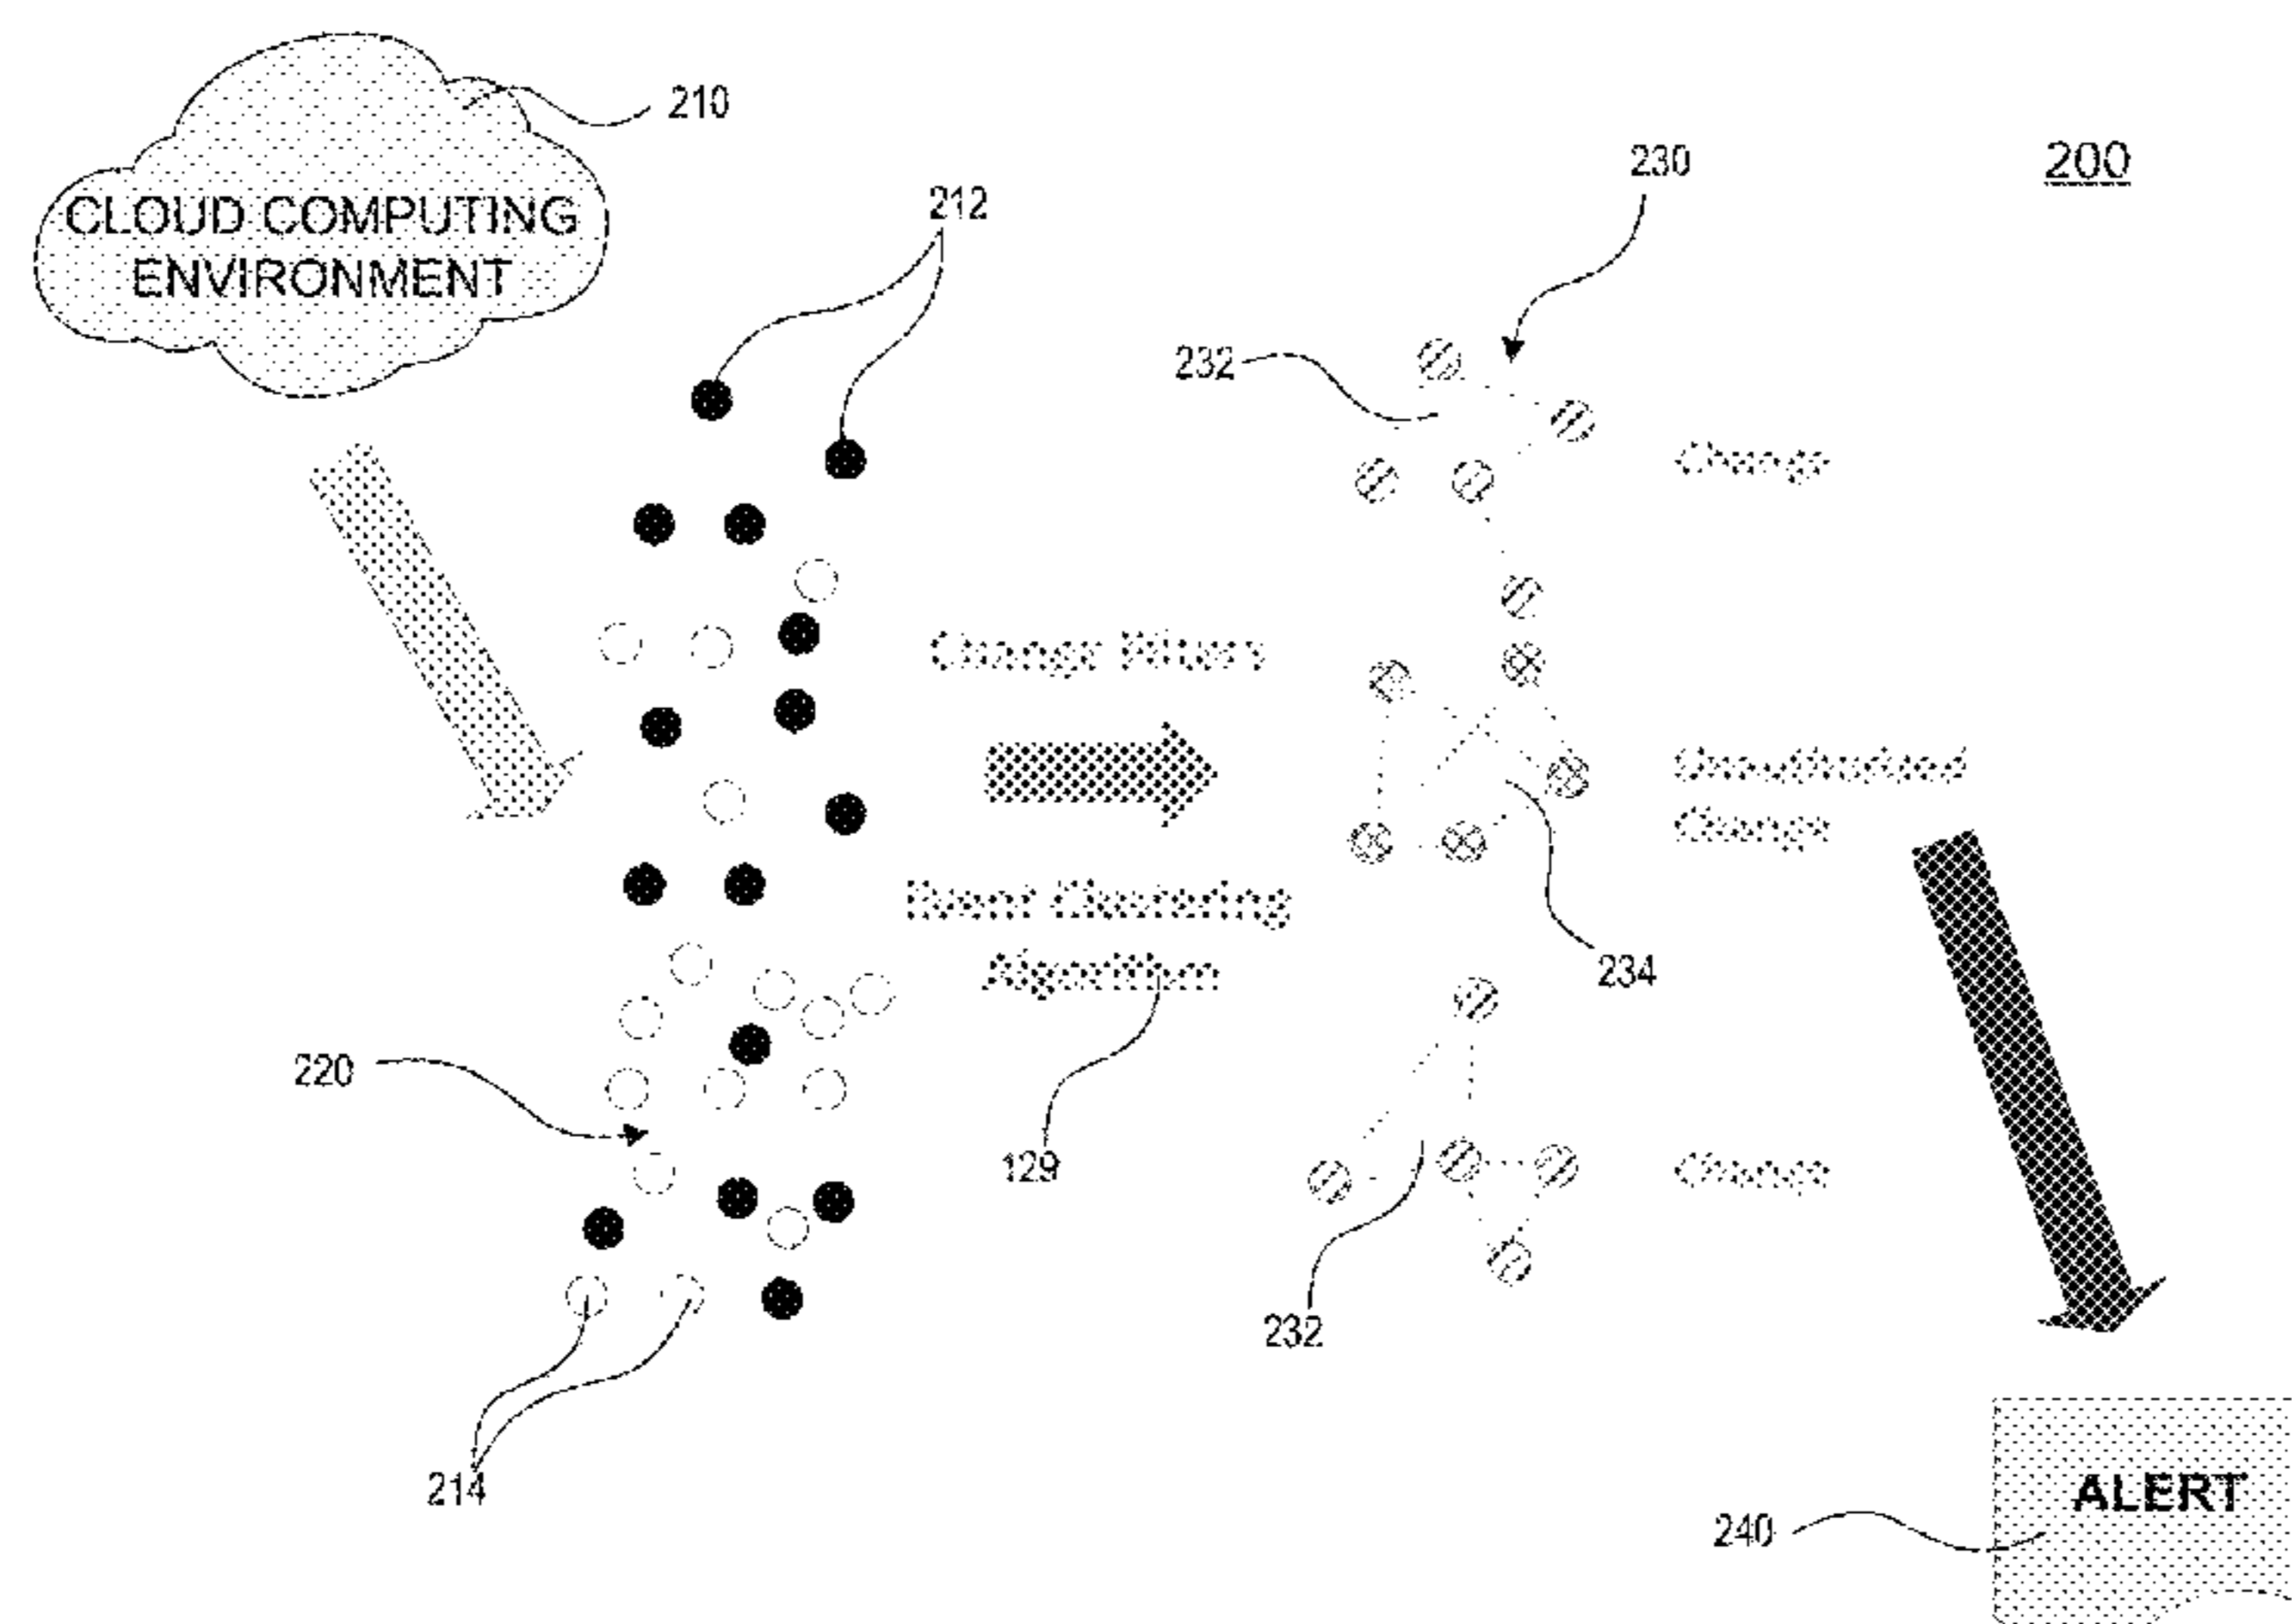 210
CLOUD COMPUTING
ENVIRONMENT
200
230
212
232
Change
Change Filters
Unauthorized
Change
Event Clustering
Algorithm
234
220
129
Change
232
214
ALERT
240